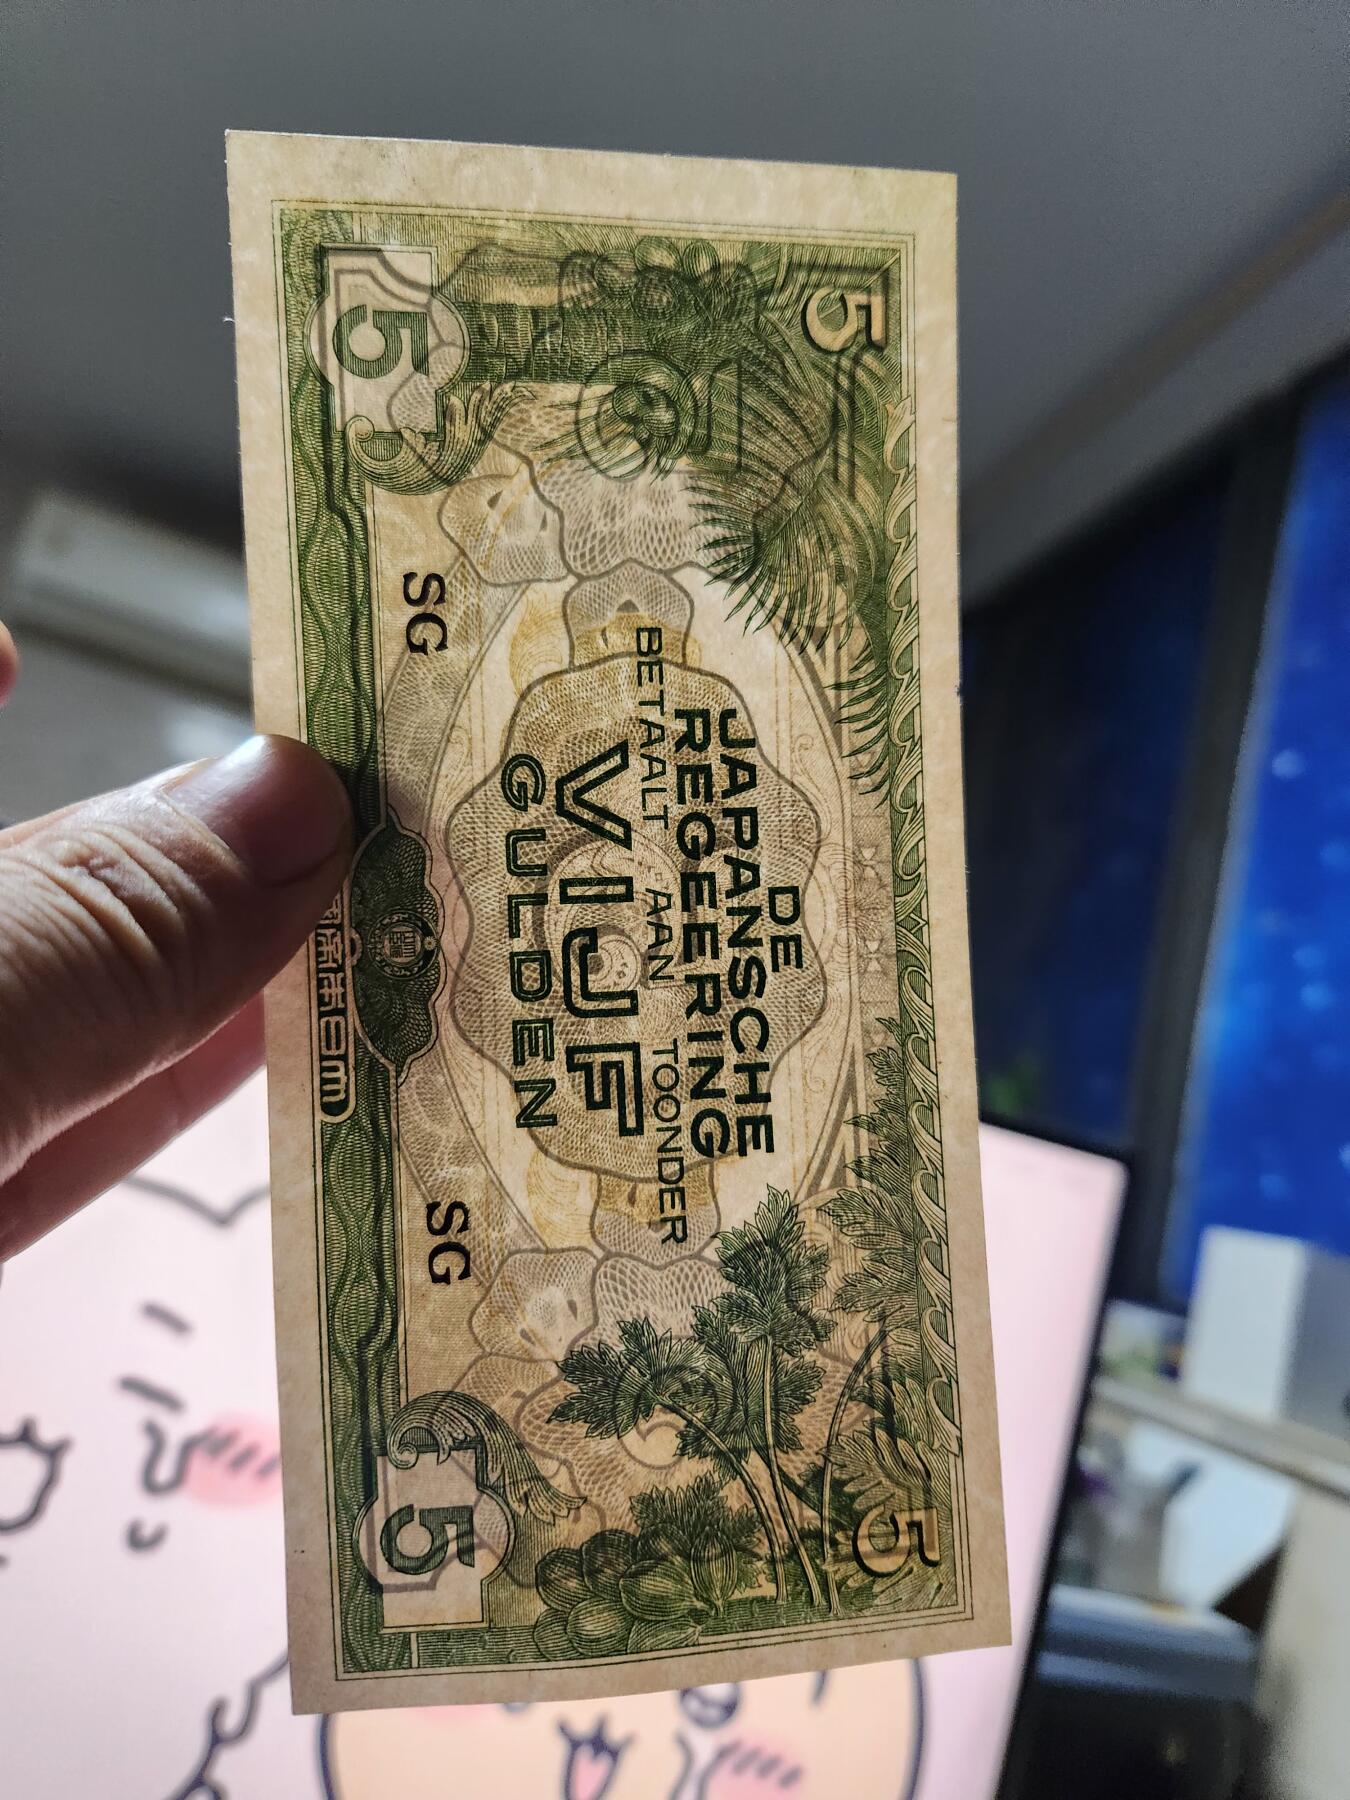 5
5
DE
JAPANSCHE
REGEERING
BETAALT AAN TOONDER
VIJF
GULDEN
SG
SG
5
5